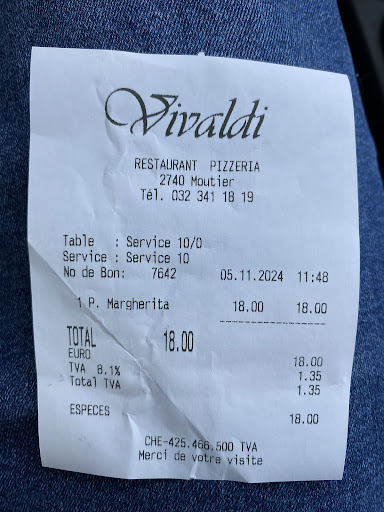 Vivaldi
RESTAURANT PIZZERIA
2740 Moutier
Tél. 032 341 18 19
Table : Service 10/0
Service : Service 10
No de Bon: 7642 05.11.2024 11:48
1 P. Margherita 18.00 18.00
TOTAL 18.00
EURO 18.00
TVA 8.1% 1.35
Total TVA 1.35
ESPECES 18.00
CHE-425.466.500 TVA
Merci de votre visite